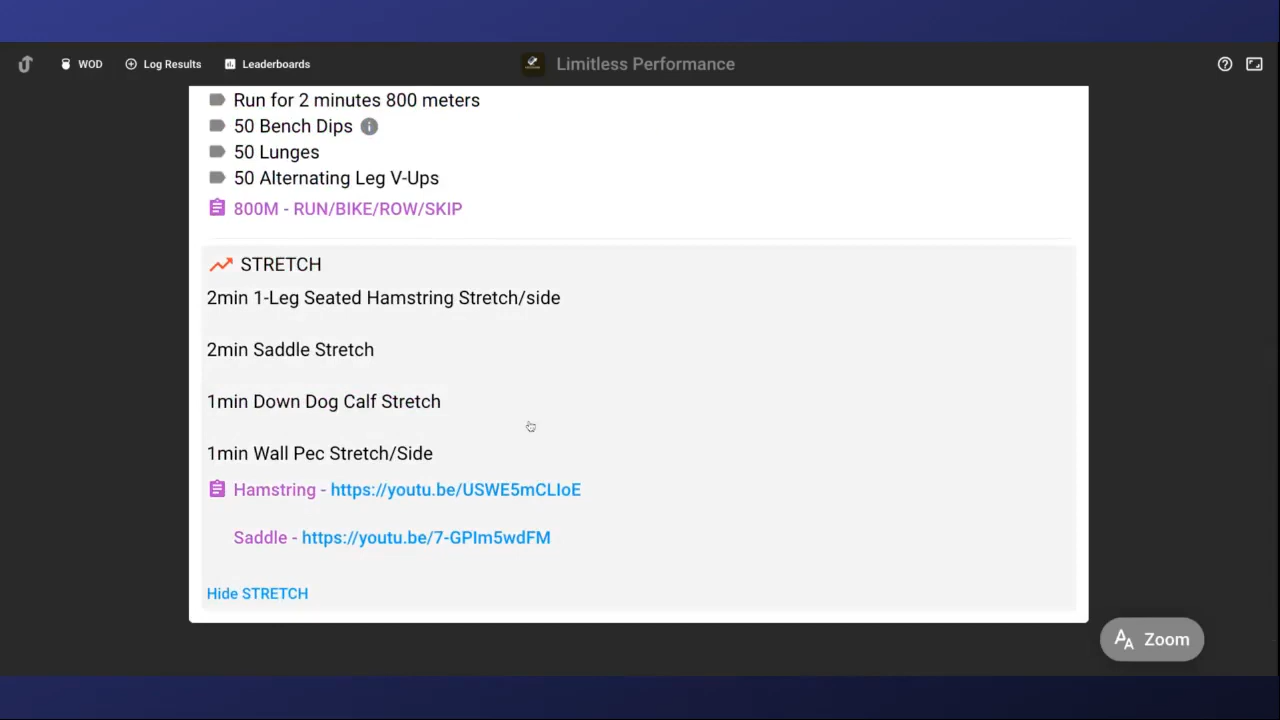 WOD
Log Results
Leaderboards
Limitless Performance
Run for 2 minutes 800 meters
50 Bench Dips
50 Lunges
50 Alternating Leg V-Ups
800M - RUN/BIKE/ROW/SKIP
STRETCH
2min 1-Leg Seated Hamstring Stretch/side
2min Saddle Stretch
1min Down Dog Calf Stretch
1min Wall Pec Stretch/Side
Hamstring - https://youtu.be/USWE5mCLIoE
Saddle - https://youtu.be/7-GPIm5wdFM
Hide STRETCH
Zoom